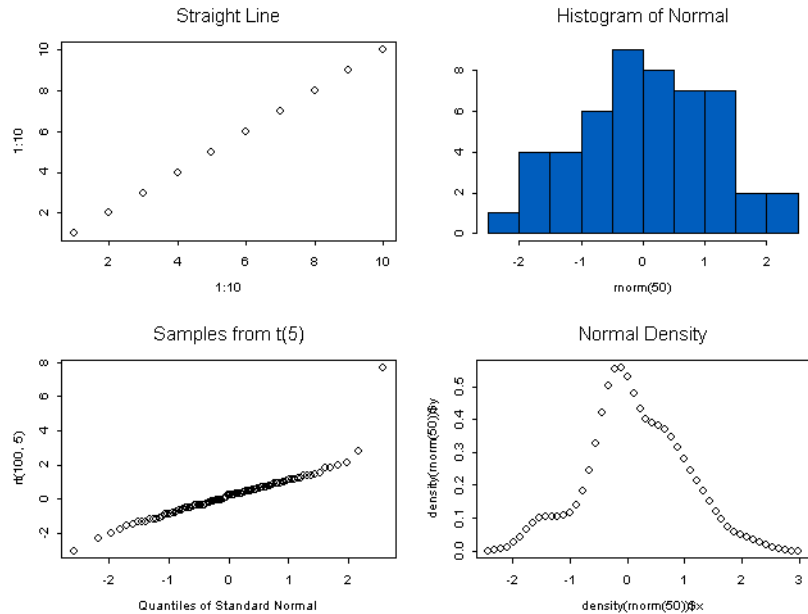 Straight Line
1:10
10
8
6
4
2
2 4 6 8 10
1:10
Histogram of Normal
8
6
4
2
0
-2 -1 0 1 2
rnorm(50)
Samples from t(5)
rt(100, 5)
8
6
4
2
0
-2
-2 -1 0 1 2
Quantiles of Standard Normal
Normal Density
density(rnorm(50))$y
0.5
0.4
0.3
0.2
0.1
0.0
-2 -1 0 1 2 3
density(rnorm(50))$x